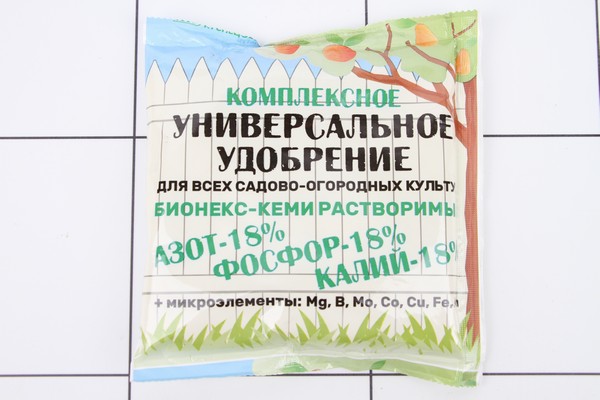 КОМПЛЕКСНОЕ
УНИВЕРСАЛЬНОЕ
УДОБРЕНИЕ
ДЛЯ ВСЕХ САДОВО-ОГОРОДНЫХ КУЛЬТУ
БИОНЕКС-КЕМИ РАСТВОРИМЫ
АЗОТ-18%
ФОСФОР-18%
КАЛИЙ-18%
+ микроэлементы: Mg, B, Mo, Co, Cu, Fe,